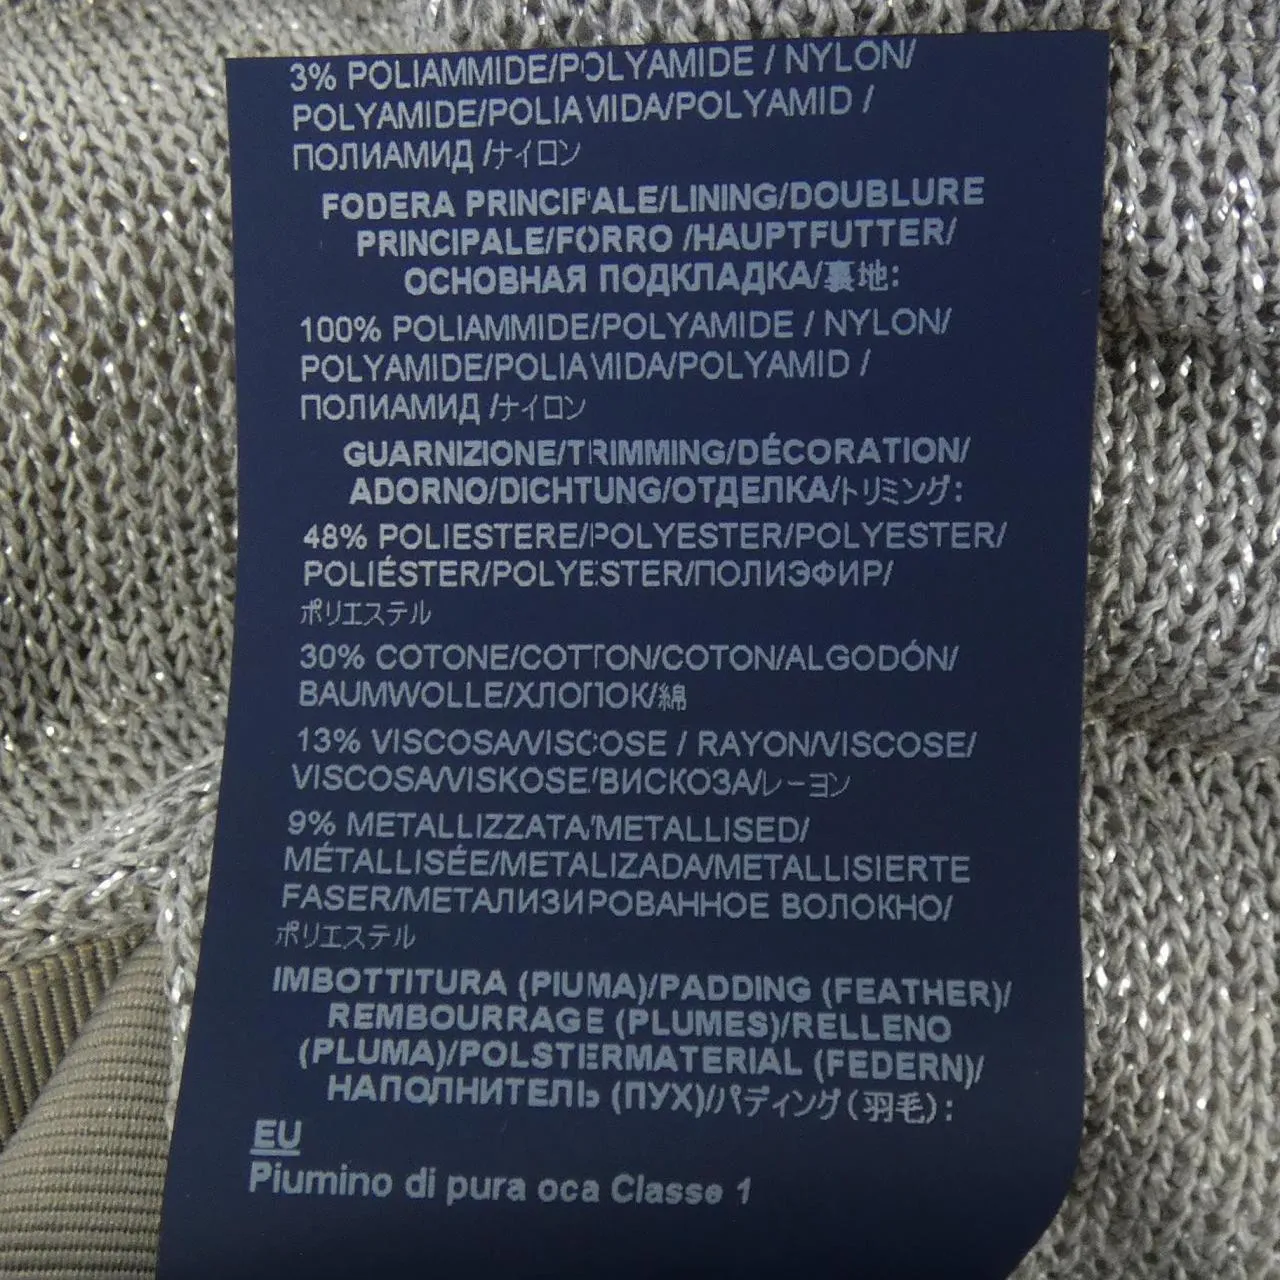 3% POLIAMMIDE/POLYAMIDE / NYLON/
POLYAMIDE/POLIAMIDA/POLYAMID /
ПОЛИАМИД /ナイロン
FODERA PRINCIPALE/LINING/DOUBLURE
PRINCIPALE/FORRO /HAUPTFUTTER/
ОСНОВНАЯ ПОДКЛАДКА/裏地:
100% POLIAMMIDE/POLYAMIDE / NYLON/
POLYAMIDE/POLIAMIDA/POLYAMID /
ПОЛИАМИД /ナイロン
GUARNIZIONE/TRIMMING/DÉCORATION/
ADORNO/DICHTUNG/ОТДЕЛКА/トリミング:
48% POLIESTERE/POLYESTER/POLYESTER/
POLIÉSTER/POLYESTER/ПОЛИЭФИР/
ポリエステル
30% COTONE/COTTON/COTON/ALGODÓN/
BAUMWOLLE/ХЛОПОК/綿
13% VISCOSA/VISCOSE / RAYON/VISCOSE/
VISCOSA/VISKOSE/ВИСКОЗА/レーヨン
9% METALLIZZATA/METALLISED/
MÉTALLISÉE/METALIZADA/METALLISIERTE
FASER/МЕТАЛИЗИРОВАННОЕ ВОЛОКНО/
ポリエステル
IMBOTTITURA (PIUMA)/PADDING (FEATHER)/
REMBOURRAGE (PLUMES)/RELLENO
(PLUMA)/POLSTERMATERIAL (FEDERN)/
НАПОЛНИТЕЛЬ (ПУХ)/パディング(羽毛):
EU
Piumino di pura oca Classe 1